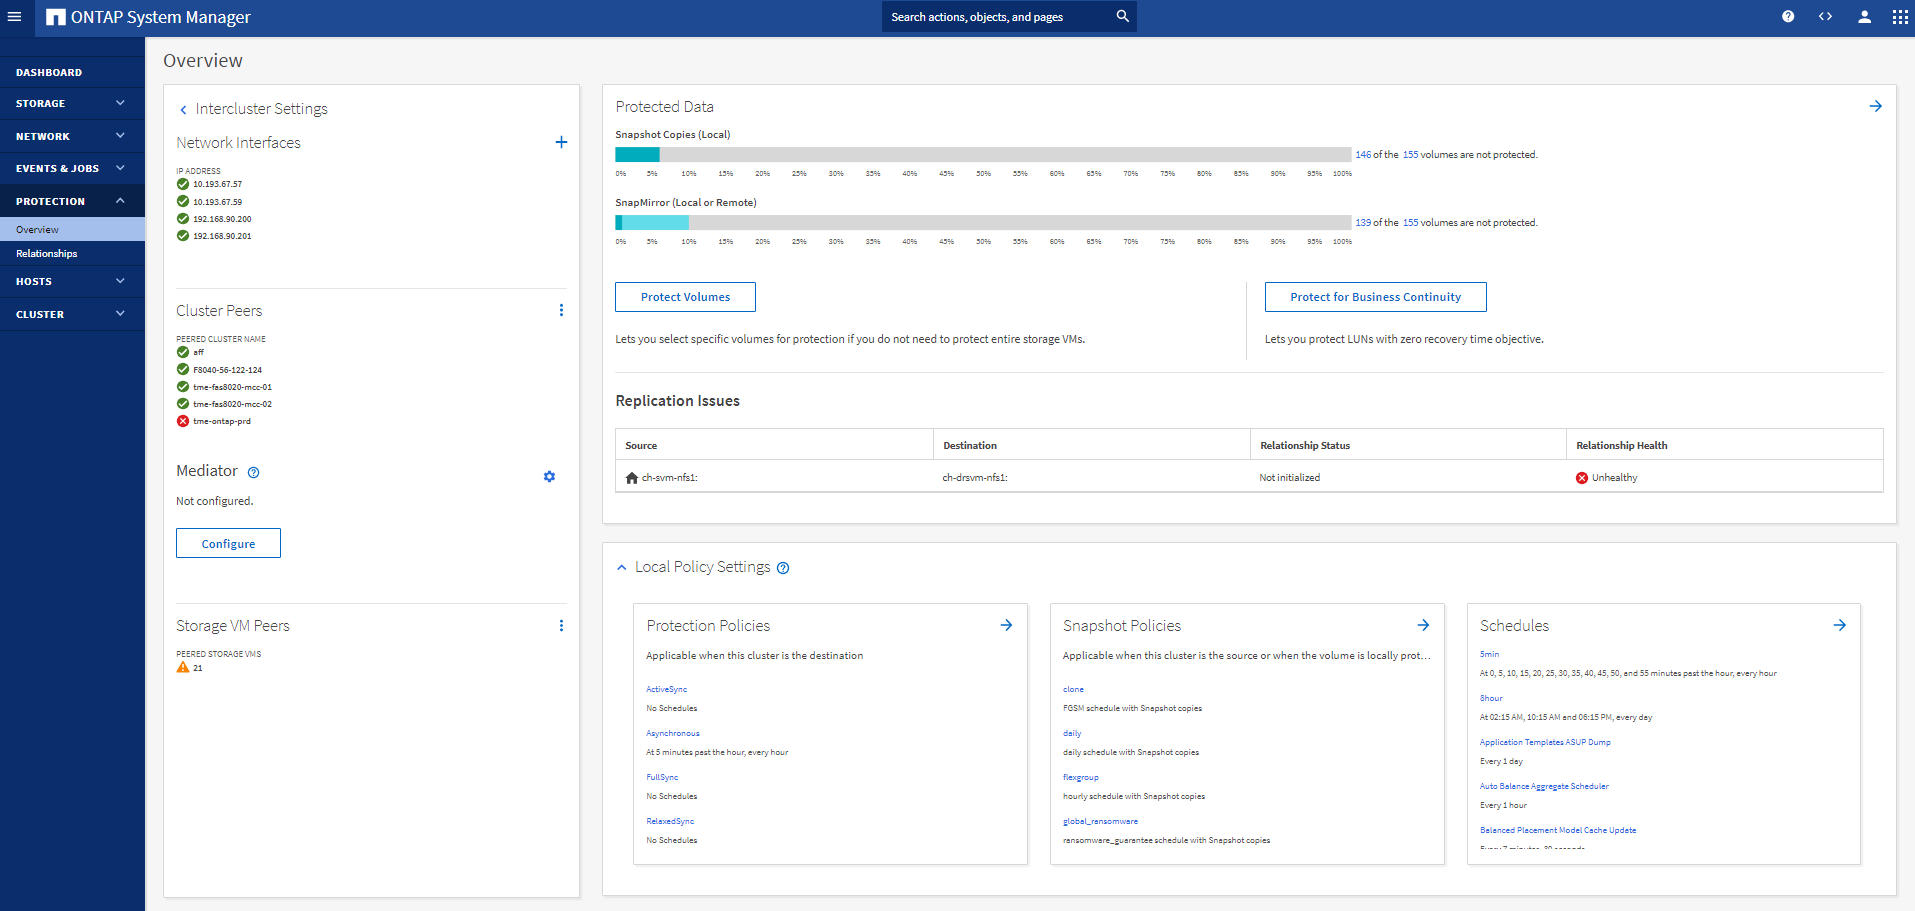 ONTAP System Manager
Search actions, objects, and pages
DASHBOARD
STORAGE
NETWORK
EVENTS & JOBS
PROTECTION
Overview
Relationships
HOSTS
CLUSTER
Overview
Intercluster Settings
Network Interfaces
IP ADDRESS
10.193.67.57
10.193.67.59
192.168.90.200
192.168.90.201
Cluster Peers
PEERED CLUSTER NAME
aff
F8040-56-122-124
tme-fas8020-mcc-01
tme-fas8020-mcc-02
tme-ontap-prd
Mediator
Not configured.
Configure
Storage VM Peers
PEERED STORAGE VMS
21
Protected Data
Snapshot Copies (Local)
146 of the 155 volumes are not protected.
0% 5% 10% 15% 20% 25% 30% 35% 40% 45% 50% 55% 60% 65% 70% 75% 80% 85% 90% 95% 100%
SnapMirror (Local or Remote)
139 of the 155 volumes are not protected.
0% 5% 10% 15% 20% 25% 30% 35% 40% 45% 50% 55% 60% 65% 70% 75% 80% 85% 90% 95% 100%
Protect Volumes
Lets you select specific volumes for protection if you do not need to protect entire storage VMs.
Protect for Business Continuity
Lets you protect LUNs with zero recovery time objective.
Replication Issues
Source Destination Relationship Status Relationship Health
ch-svm-nfs1: ch-drsvm-nfs1: Not initialized Unhealthy
Local Policy Settings
Protection Policies
Applicable when this cluster is the destination
ActiveSync
No Schedules
Asynchronous
At 5 minutes past the hour, every hour
FullSync
No Schedules
RelaxedSync
No Schedules
Snapshot Policies
Applicable when this cluster is the source or when the volume is locally prot...
clone
FGSM schedule with Snapshot copies
daily
daily schedule with Snapshot copies
flexgroup
hourly schedule with Snapshot copies
global_ransomware
ransomware_guarantee schedule with Snapshot copies
Schedules
5min
At 0, 5, 10, 15, 20, 25, 30, 35, 40, 45, 50, and 55 minutes past the hour, every hour
8hour
At 02:15 AM, 10:15 AM and 06:15 PM, every day
Application Templates ASUP Dump
Every 1 day
Auto Balance Aggregate Scheduler
Every 1 hour
Balanced Placement Model Cache Update
Every 7 minutes, 30 seconds